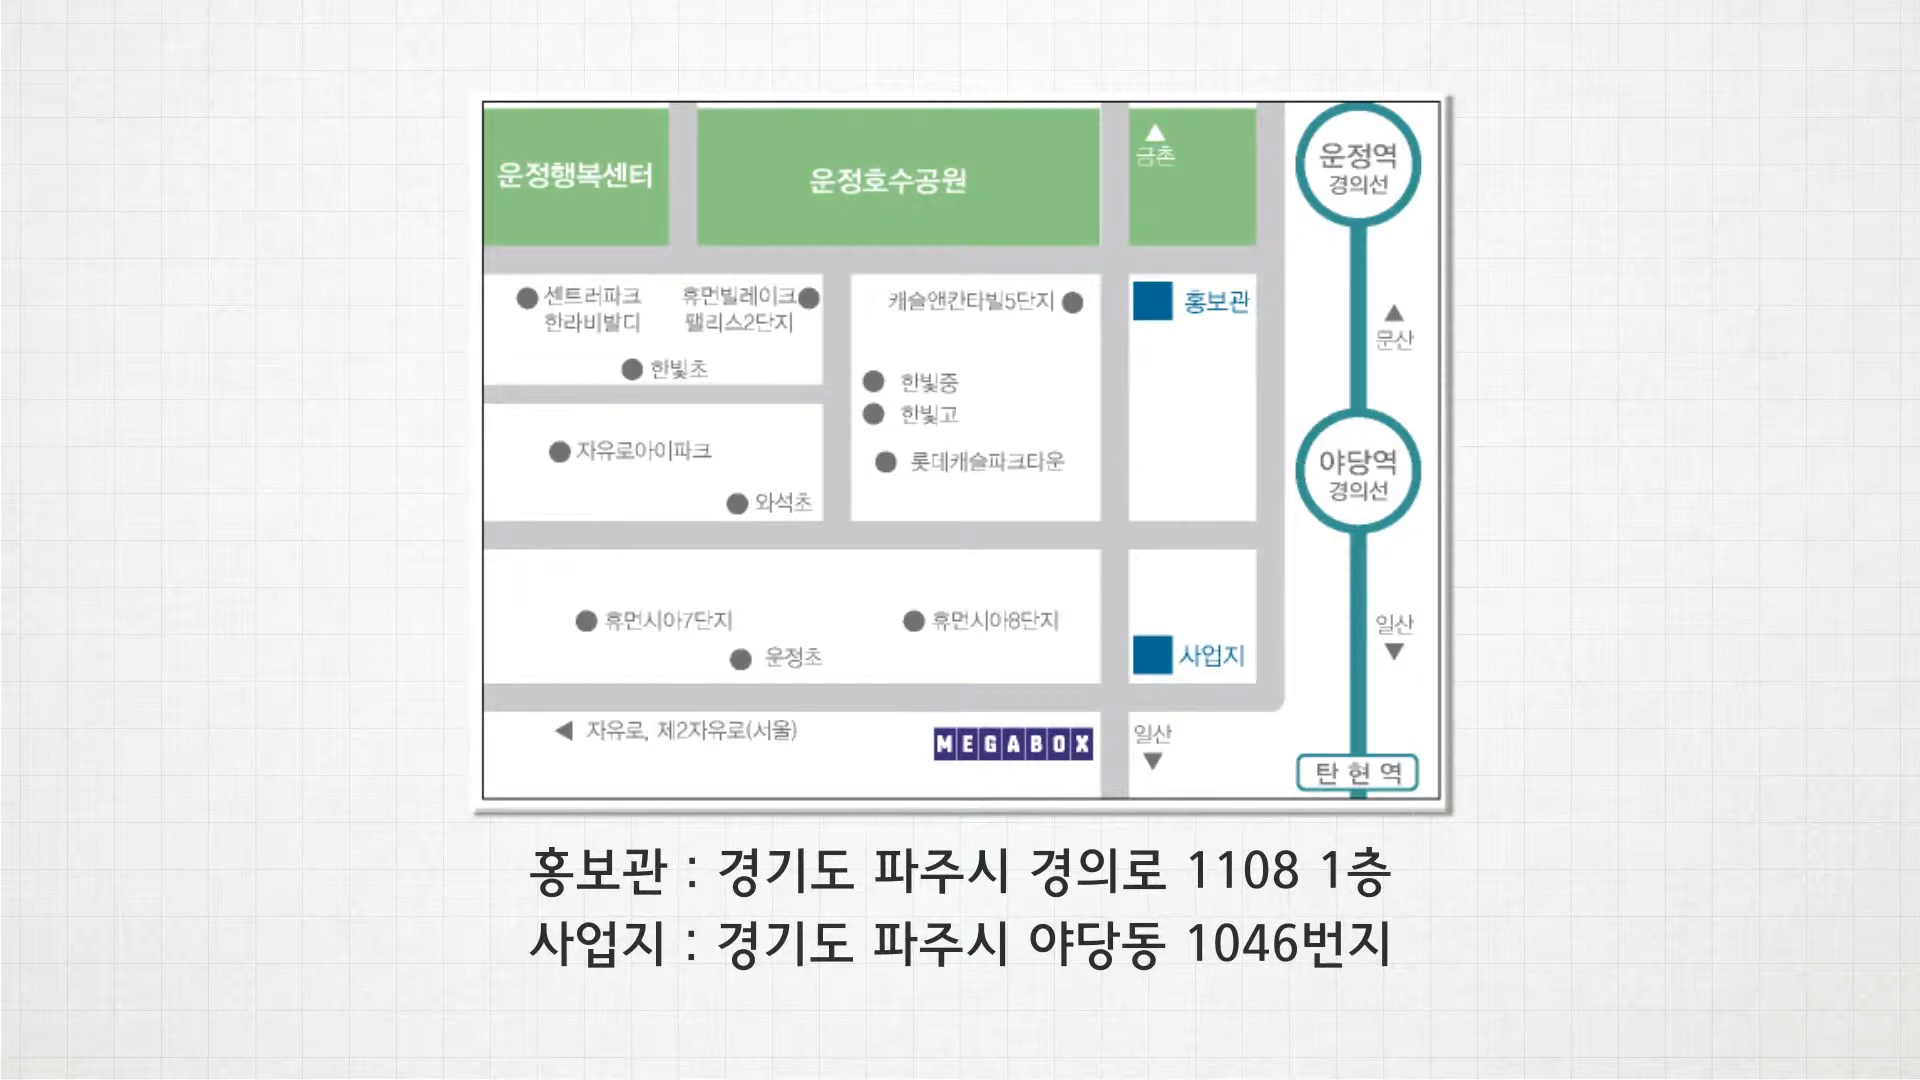 운정행복센터
운정호수공원
▲
금촌
운정역
경의선
센트러파크
한라비발디
휴먼빌레이크
팰리스2단지
한빛초
캐슬앤칸타빌5단지
홍보관
▲
문산
한빛중
한빛고
롯데캐슬파크타운
자유로아이파크
와석초
야당역
경의선
휴먼시아7단지
운정초
휴먼시아8단지
사업지
일산
▼
◀ 자유로, 제2자유로(서울)
MEGABOX
일산
▼
탄현역
홍보관 : 경기도 파주시 경의로 1108 1층
사업지 : 경기도 파주시 야당동 1046번지